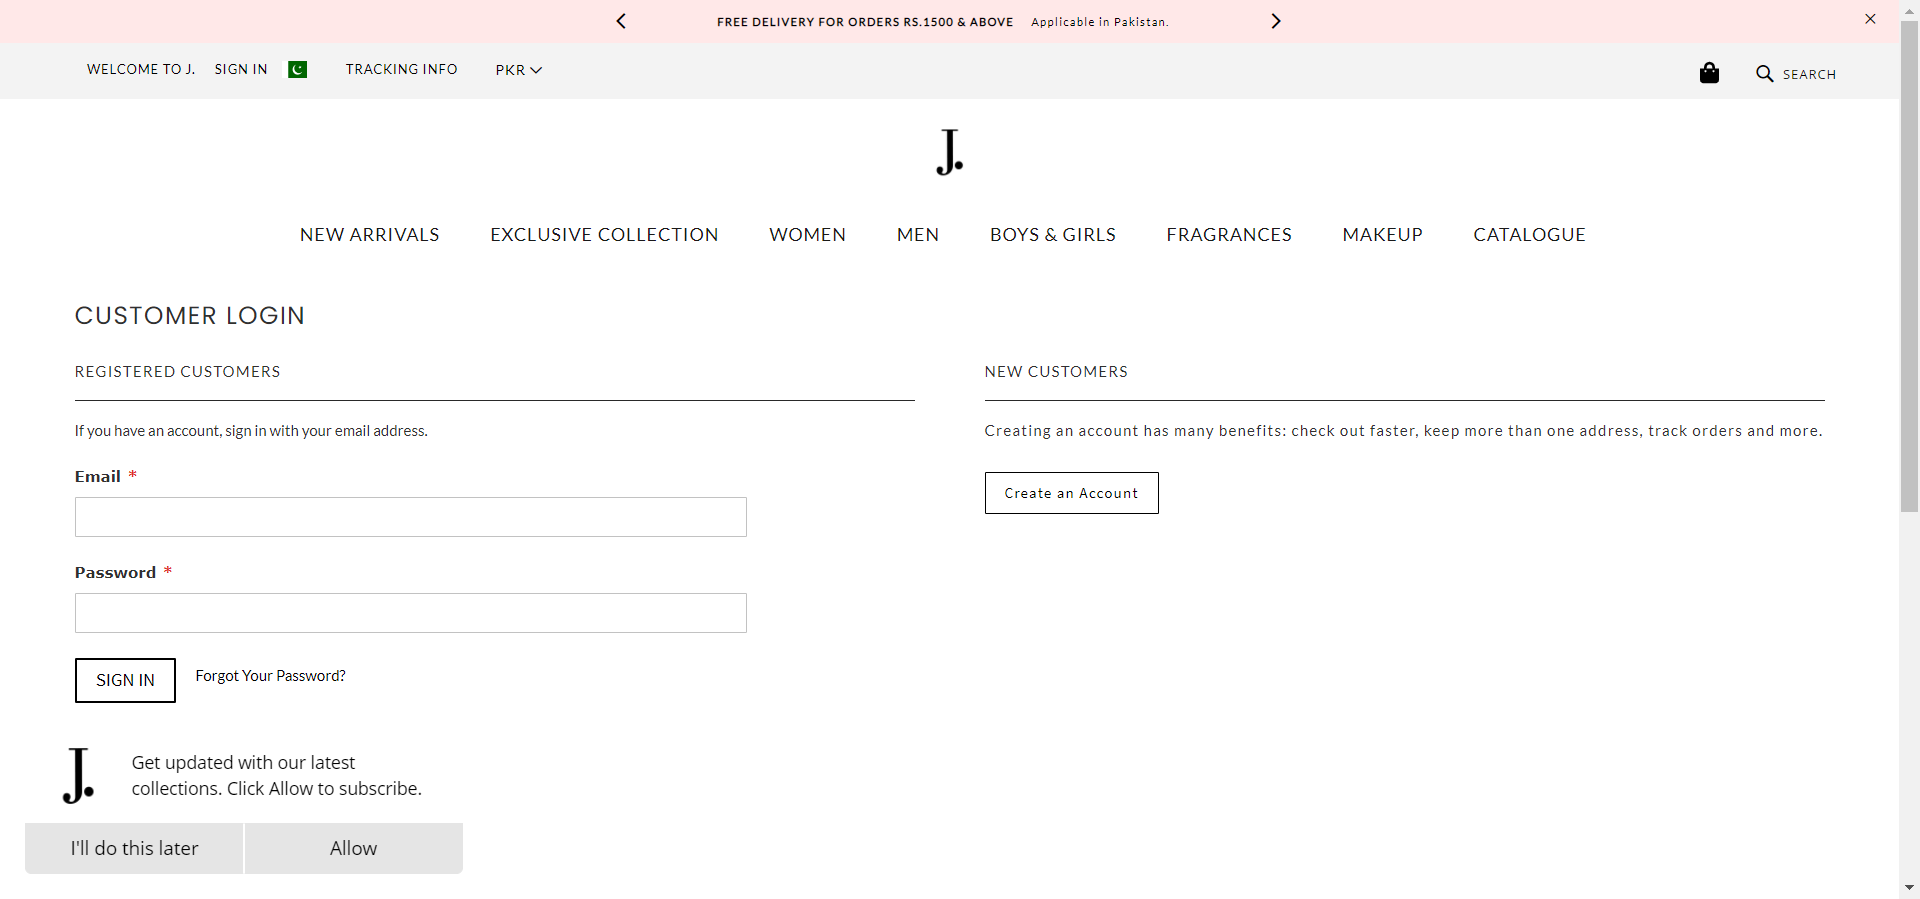 FREE DELIVERY FOR ORDERS RS.1500 & ABOVE Applicable in Pakistan.
WELCOME TO J. SIGN IN TRACKING INFO PKR SEARCH
J.
NEW ARRIVALS EXCLUSIVE COLLECTION WOMEN MEN BOYS & GIRLS FRAGRANCES MAKEUP CATALOGUE
CUSTOMER LOGIN
REGISTERED CUSTOMERS
If you have an account, sign in with your email address.
Email *
Password *
SIGN IN Forgot Your Password?
NEW CUSTOMERS
Creating an account has many benefits: check out faster, keep more than one address, track orders and more.
Create an Account
J.
Get updated with our latest
collections. Click Allow to subscribe.
I'll do this later Allow